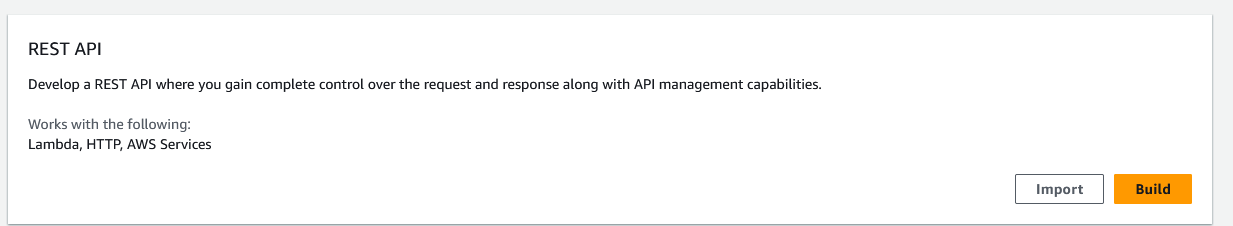 REST API
Develop a REST API where you gain complete control over the request and response along with API management capabilities.
Works with the following:
Lambda, HTTP, AWS Services
Import Build